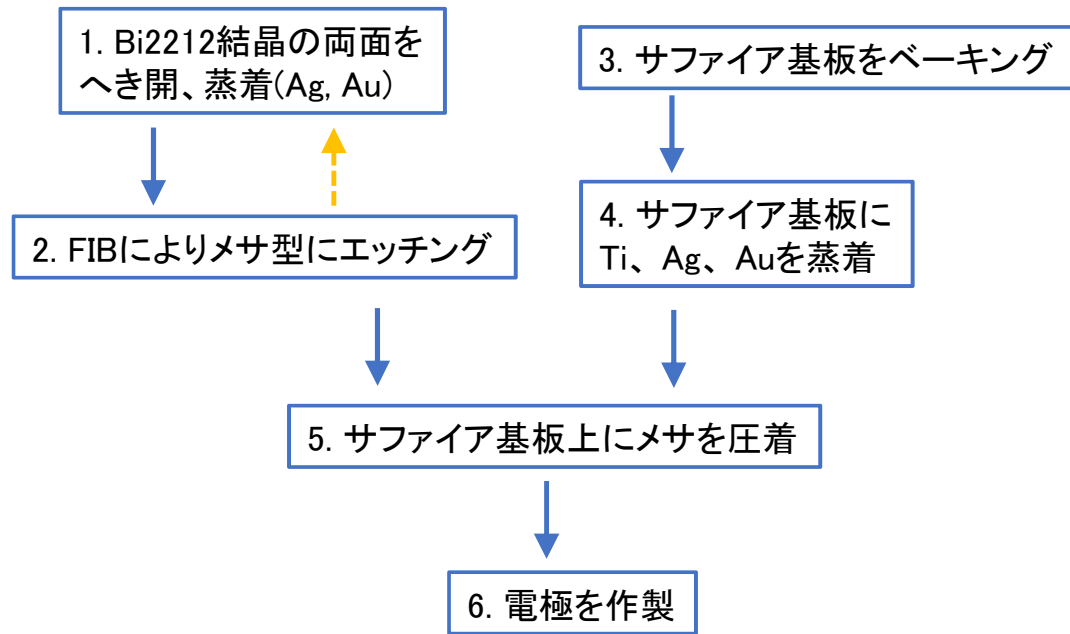 1. Bi2212結晶の両面を
へき開、蒸着(Ag, Au)
2. FIBによりメサ型にエッチング
3. サファイア基板をベーキング
4. サファイア基板に
Ti、Ag、Auを蒸着
5. サファイア基板上にメサを圧着
6. 電極を作製